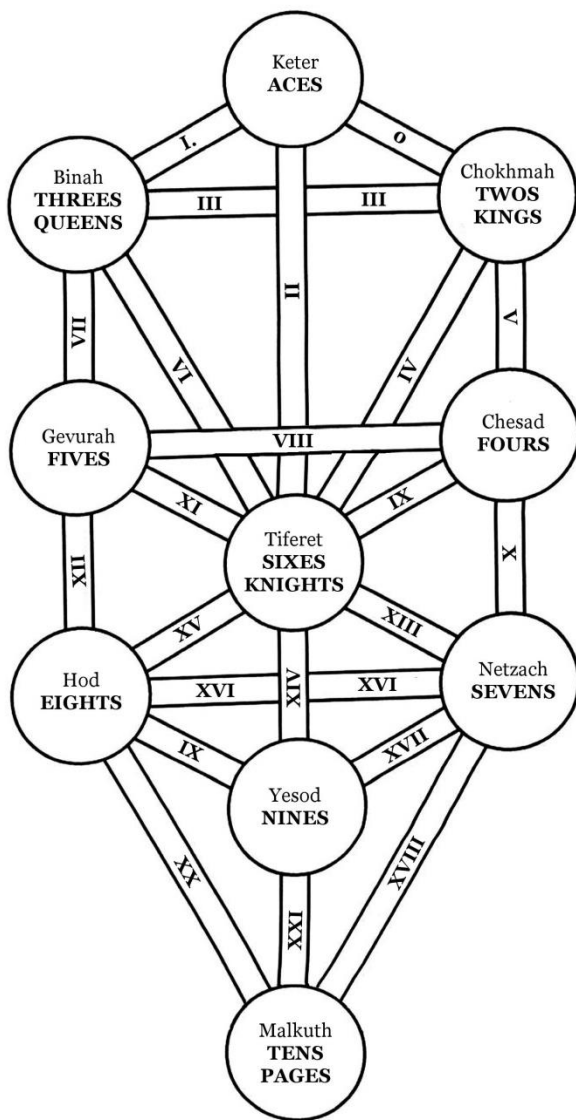 Keter
ACES
I.
o
Binah
THREES
QUEENS
Chokhmah
TWOS
KINGS
III
III
II
VII
VI
IV
V
Gevurah
FIVES
VIII
Chesad
FOURS
XI
IX
Tiferet
SIXES
KNIGHTS
XII
X
XV
XIII
Hod
EIGHTS
XVI
XIV
XVI
Netzach
SEVENS
IX
XVII
Yesod
NINES
XX
XVIII
XXI
Malkuth
TENS
PAGES